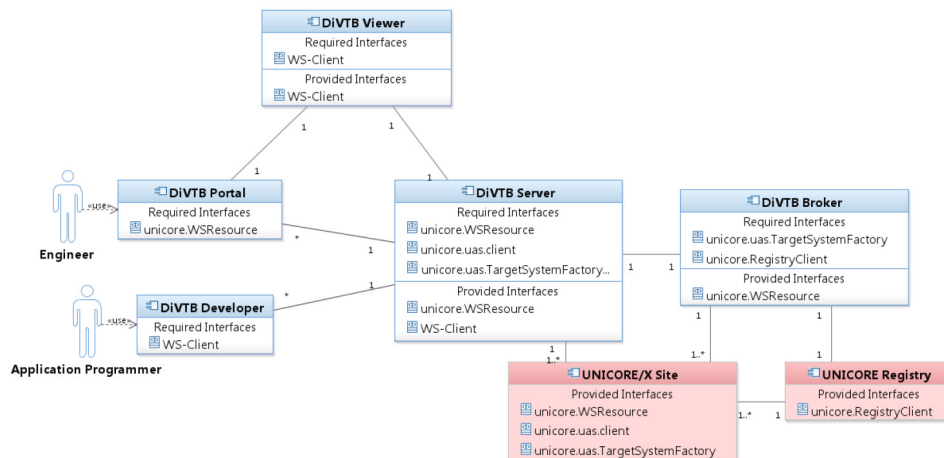 DiVTB Viewer
Required Interfaces
WS-Client
Provided Interfaces
WS-Client
1
1
1
1
DiVTB Portal
Required Interfaces
unicore.WSResource
«use»
Engineer
*
1
DiVTB Server
Required Interfaces
unicore.WSResource
unicore.uas.client
unicore.uas.TargetSystemFactory...
Provided Interfaces
unicore.WSResource
WS-Client
1
1
DiVTB Broker
Required Interfaces
unicore.uas.TargetSystemFactory
unicore.RegistryClient
Provided Interfaces
unicore.WSResource
DiVTB Developer
Required Interfaces
WS-Client
«use»
Application Programmer
*
1
1
1..*
1
1..*
1
1
UNICORE/X Site
Provided Interfaces
unicore.WSResource
unicore.uas.client
unicore.uas.TargetSystemFactory
1..*
1
UNICORE Registry
Provided Interfaces
unicore.RegistryClient